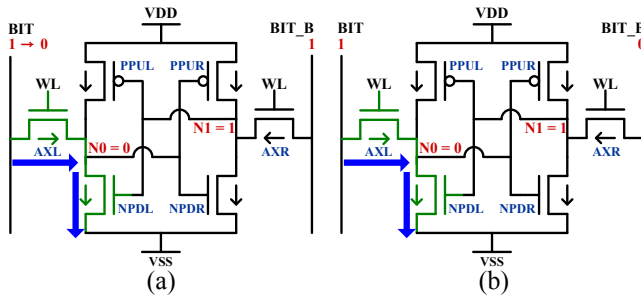 VDD
BIT
1 → 0
BIT_B
1
PPUL
PPUR
WL
WL
N1 = 1
AXL
N0 = 0
AXR
NPDL
NPDR
VSS
(a)
VDD
BIT
1
BIT_B
0
PPUL
PPUR
WL
WL
N1 = 1
AXL
N0 = 0
AXR
NPDL
NPDR
VSS
(b)